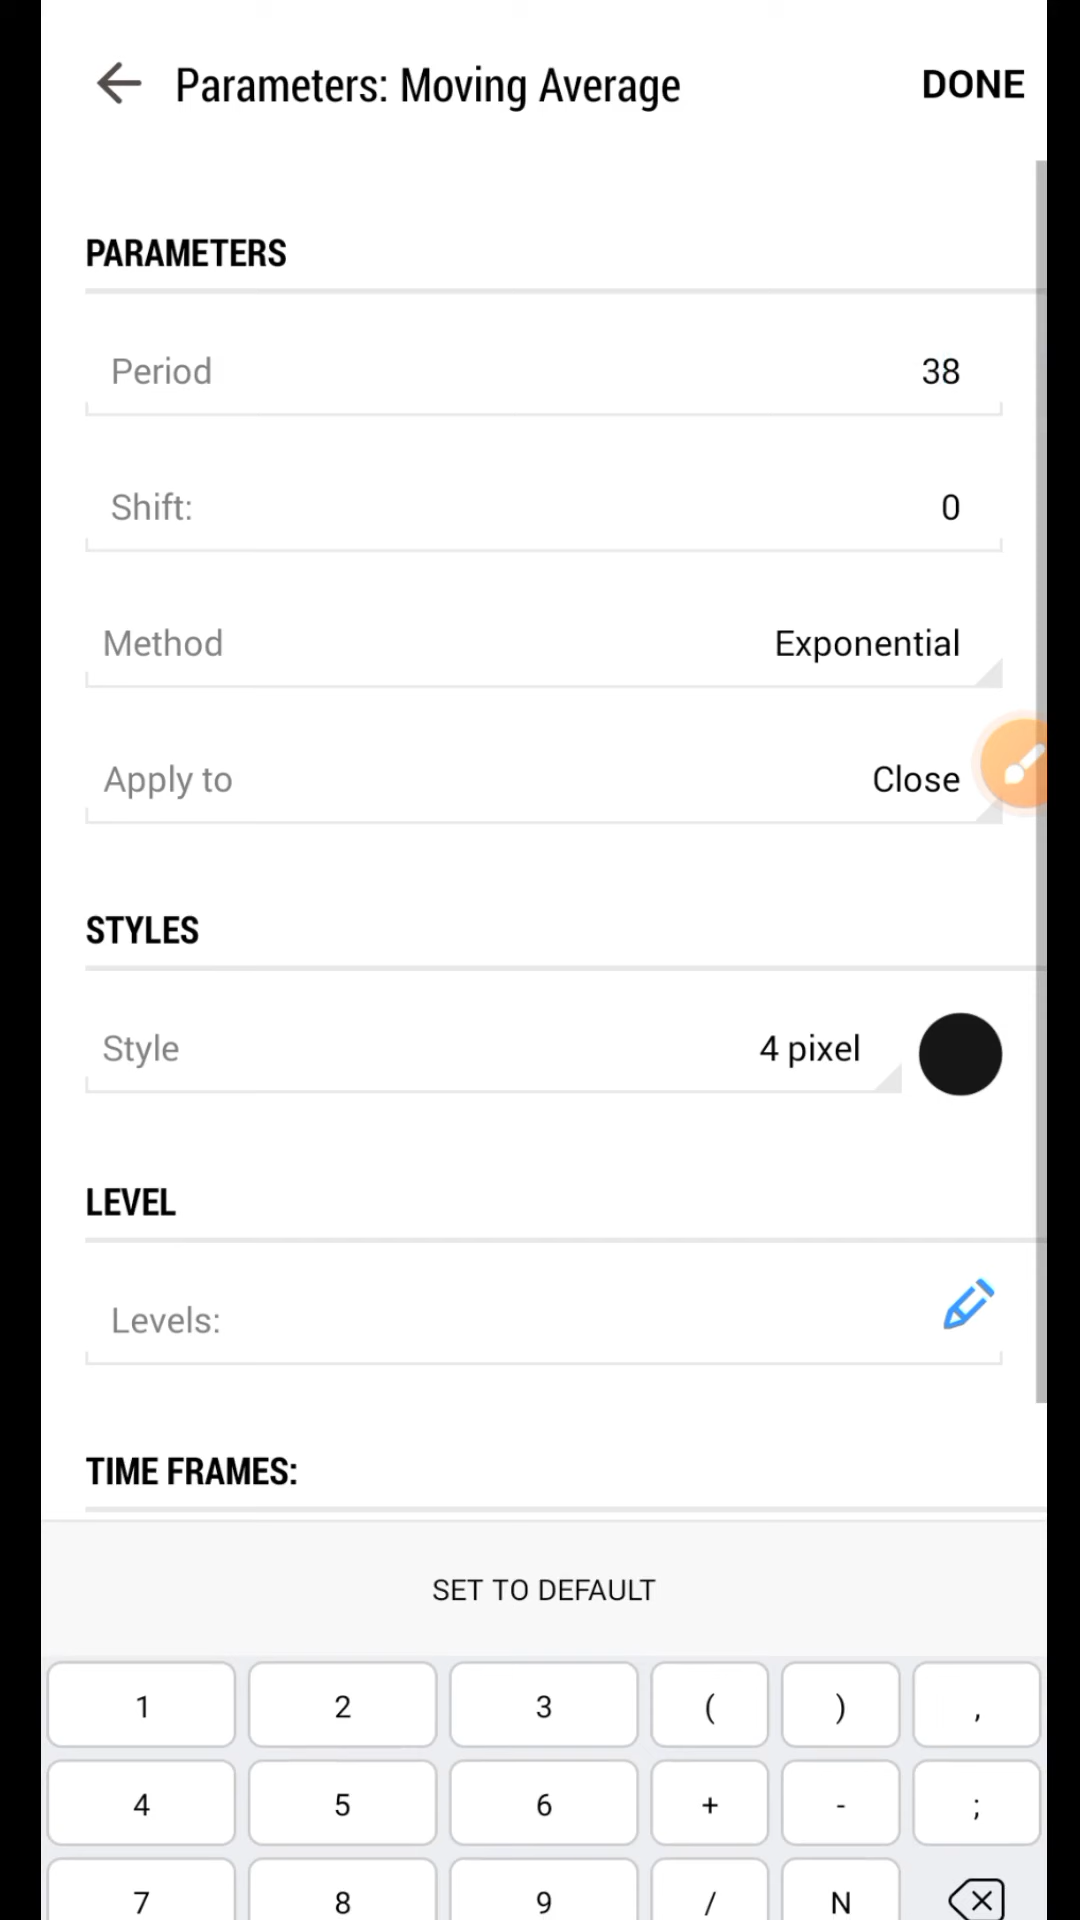 Parameters: Moving Average DONE
PARAMETERS
Period 38
Shift: 0
Method Exponential
Apply to Close
STYLES
Style 4 pixel
LEVEL
Levels:
TIME FRAMES:
SET TO DEFAULT
1 2 3 ( ) ,
4 5 6 + - ;
7 8 9 / N